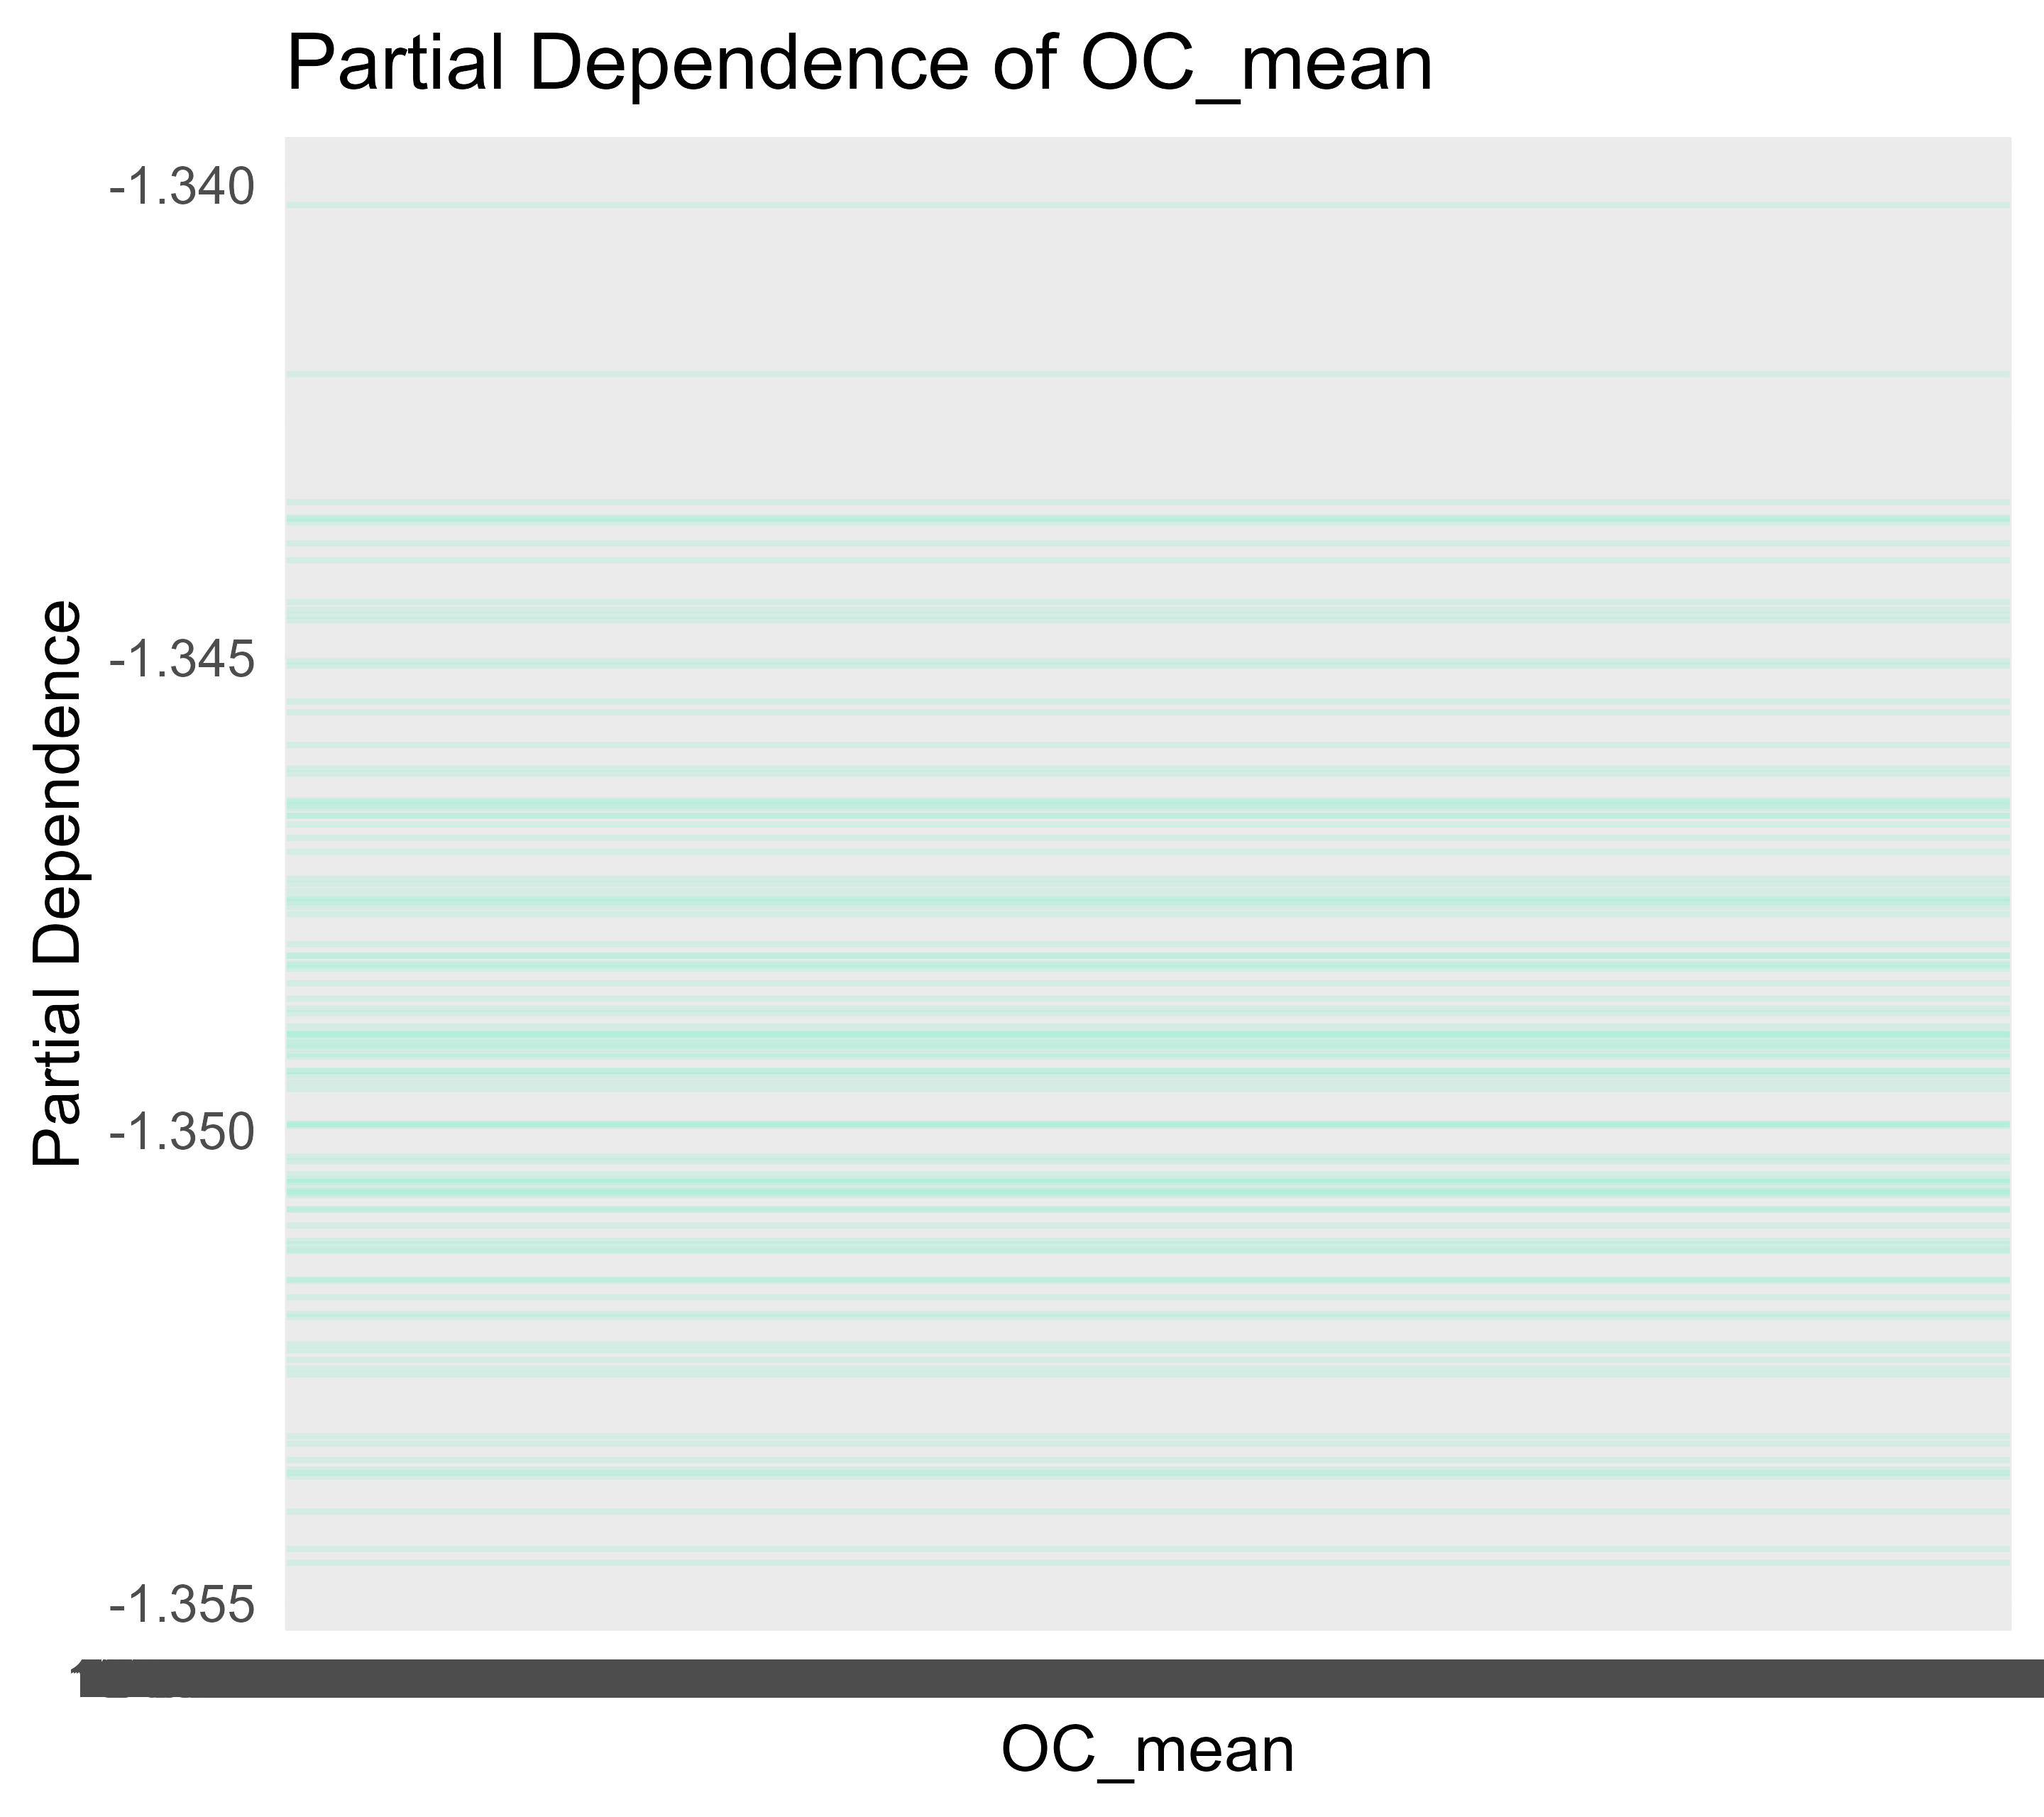 Partial Dependence of OC_mean
-1.340
-1.345
-1.350
-1.355
Partial Dependence
OC_mean